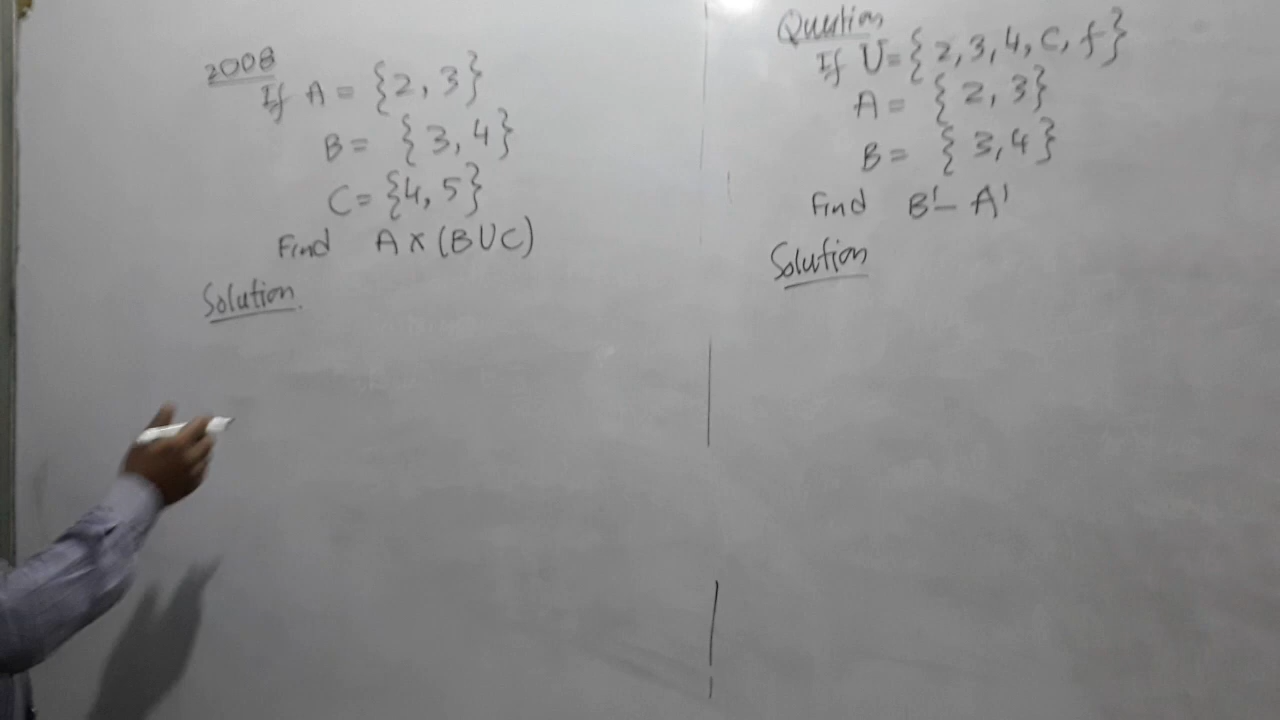 2008
If A = {2, 3}
B = {3, 4}
C = {4, 5}
Find A X (B U C)
Solution.
Question
If U = {2, 3, 4, C, f}
A = {2, 3}
B = {3, 4}
Find B' - A'
Solution